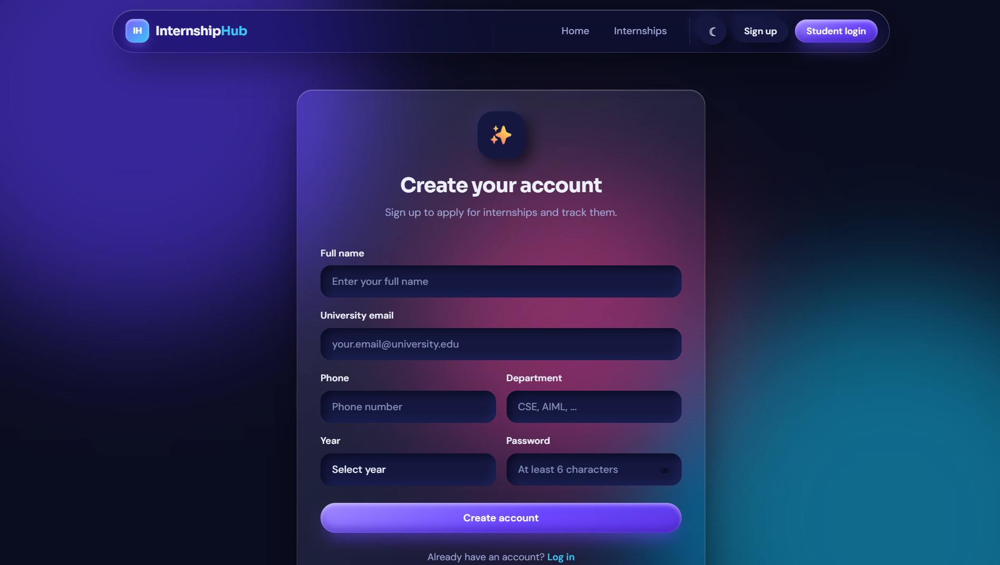 IH InternshipHub Home Internships Sign up Student login
Create your account
Sign up to apply for internships and track them.
Full name
Enter your full name
University email
your.email@university.edu
Phone Department
Phone number CSE, AIML, ...
Year Password
Select year At least 6 characters
Create account
Already have an account? Log in